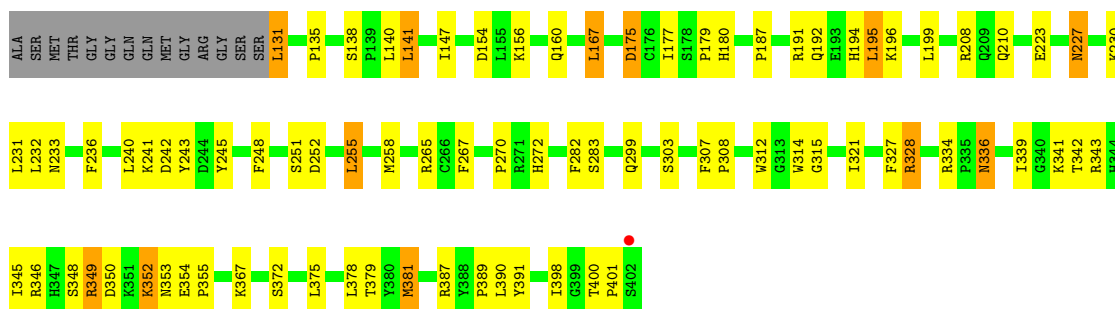 ALA SER MET THR GLY GLY GLN GLN MET GLY ARG GLY SER SER L131 P135 S138 P139 L140 L141 I147 D154 L155 K156 Q160 L167 D175 C176 I177 S178 P179 H180 P187 R191 Q192 E193 H194 L195 K196 L199 R208 Q209 Q210 E223 N227
L231 L232 N233 F236 L240 K241 D242 Y243 D244 Y245 F248 S251 D252 L255 M258 R265 C266 F267 P270 R271 H272 F282 S283 Q299 S303 F307 P308 W312 G313 W314 G315 I321 F327 R328 R334 P335 N336 I339 G340 K341 T342 R343
I345 R346 H347 S348 R349 D350 K351 K352 N353 E354 P355 K367 S372 L375 L378 T379 Y380 M381 R387 Y388 P389 L390 Y391 I398 G399 T400 P401 S402